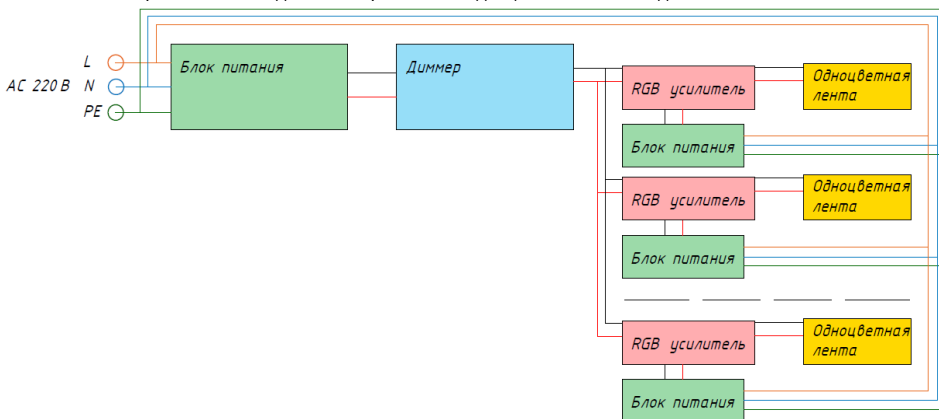 L
АС 220 В N
PE
Блок питания
Диммер
RGB усилитель
Одноцветная
лента
Блок питания
RGB усилитель
Одноцветная
лента
Блок питания
RGB усилитель
Одноцветная
лента
Блок питания